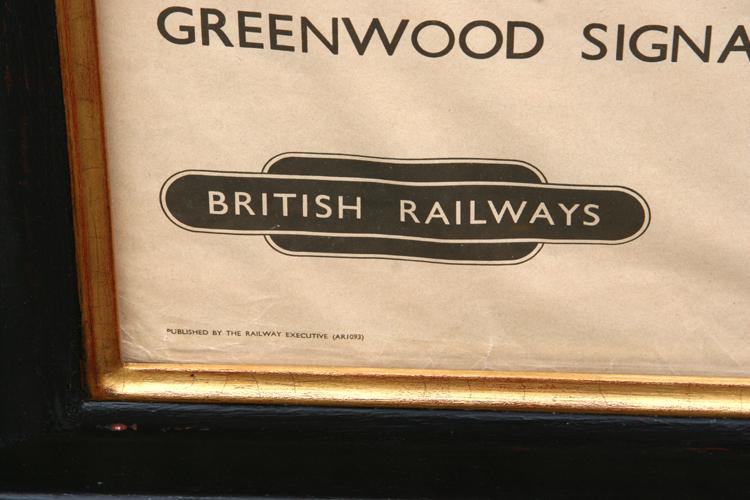 GREENWOOD SIGNA
BRITISH RAILWAYS
PUBLISHED BY THE RAILWAY EXECUTIVE (AR1093)